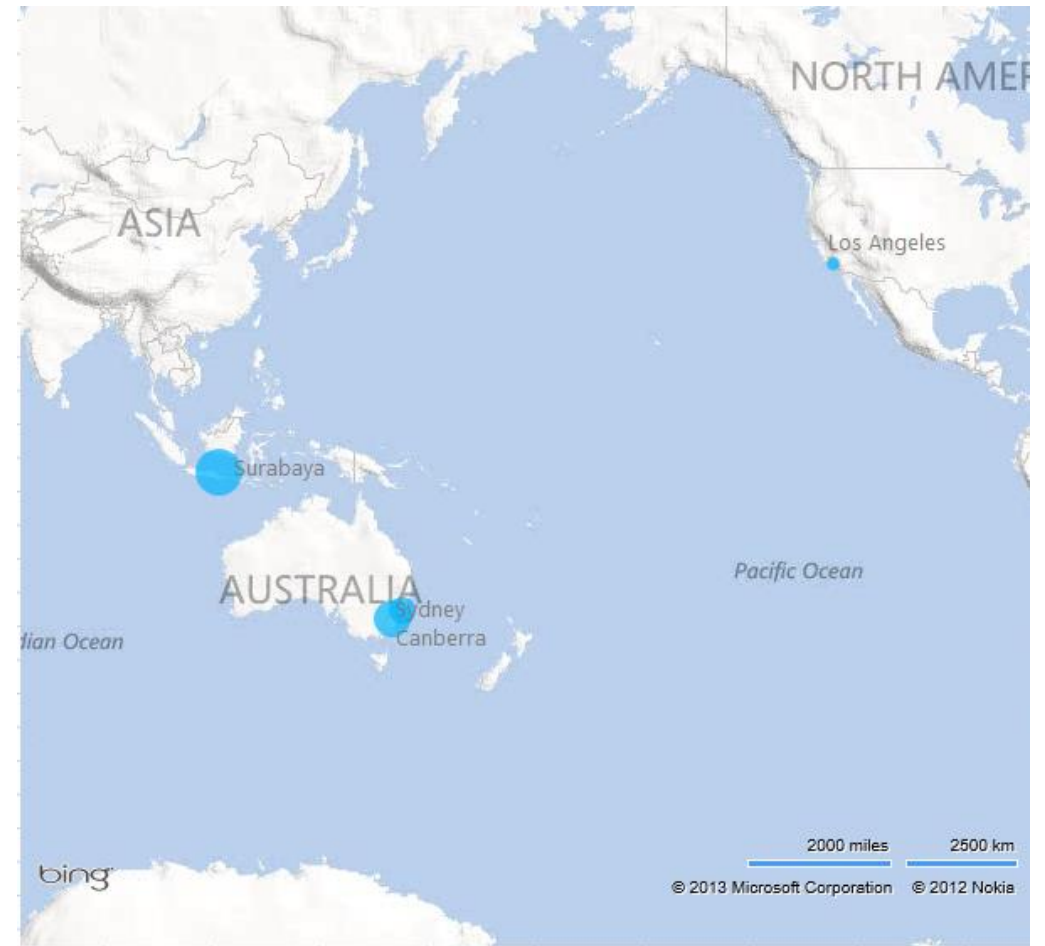 NORTH AMER
ASIA
Los Angeles
Surabaya
Pacific Ocean
AUSTRALIA
Sydney
Canberra
dian Ocean
2000 miles 2500 km
bing
© 2013 Microsoft Corporation © 2012 Nokia